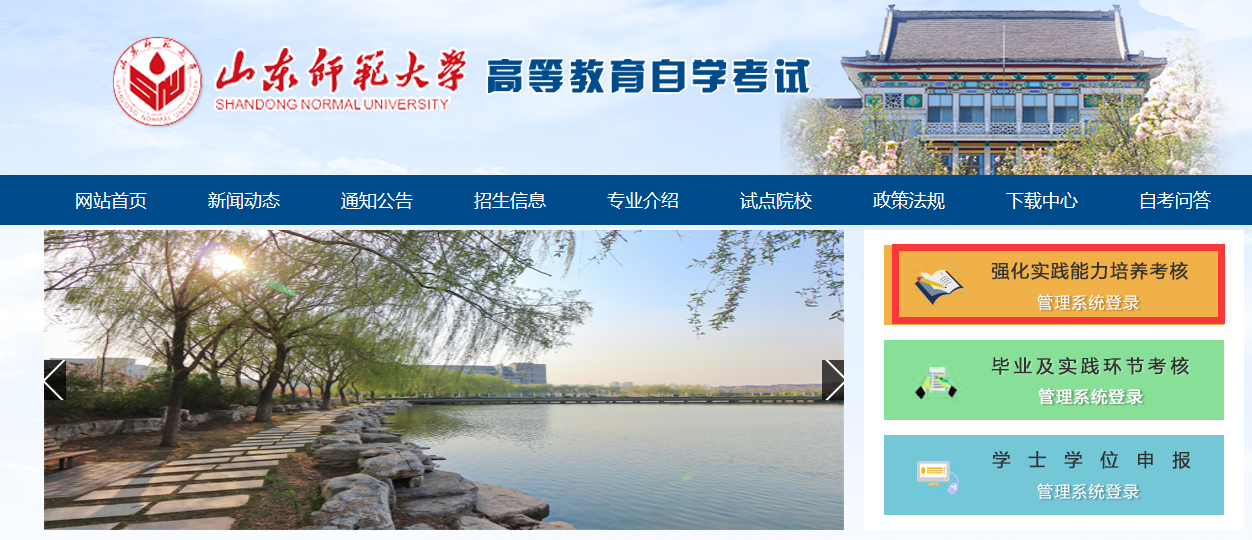 山东师范大学
SHANDONG NORMAL UNIVERSITY
高等教育自学考试
网站首页
新闻动态
通知公告
招生信息
专业介绍
试点院校
政策法规
下载中心
自考问答
强化实践能力培养考核
管理系统登录
毕业及实践环节考核
管理系统登录
学士学位申报
管理系统登录